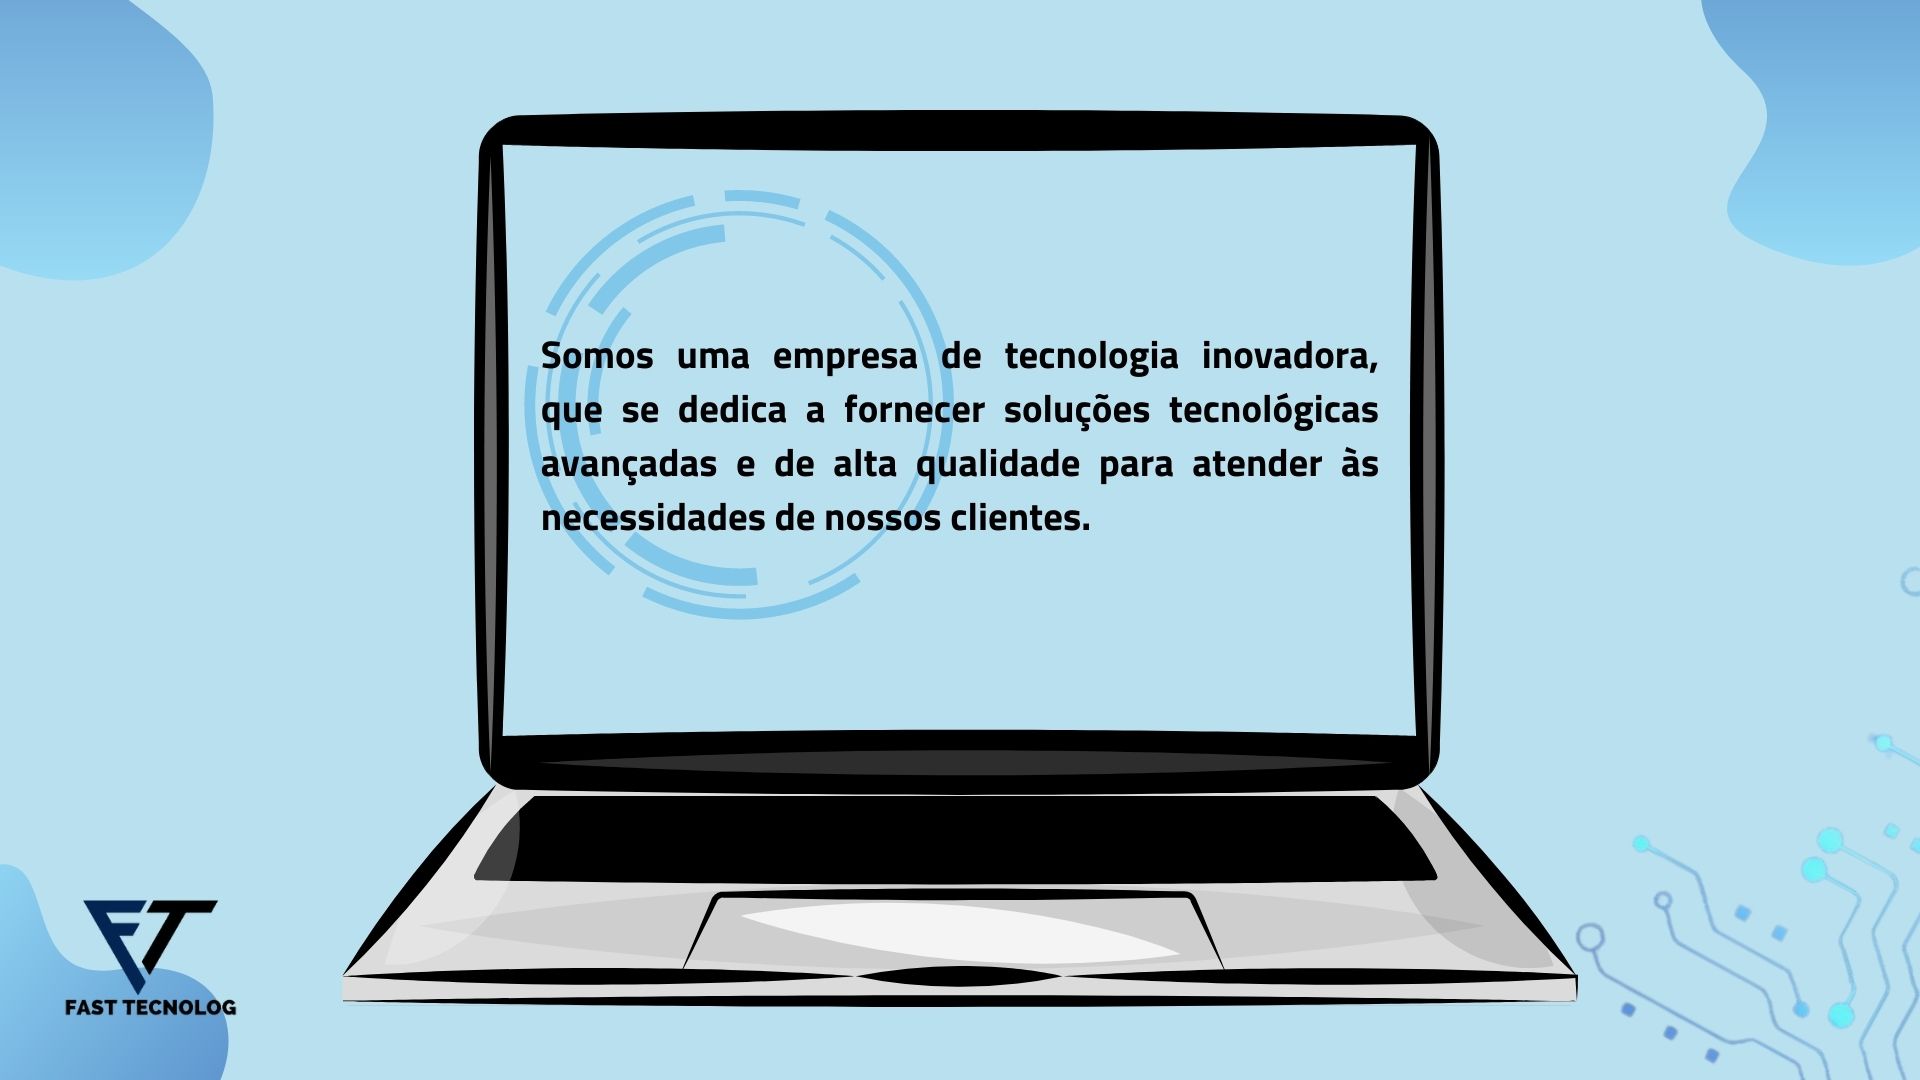 Somos uma empresa de tecnologia inovadora,
que se dedica a fornecer soluções tecnológicas
avançadas e de alta qualidade para atender às
necessidades de nossos clientes.
FT
FAST TECNOLOG